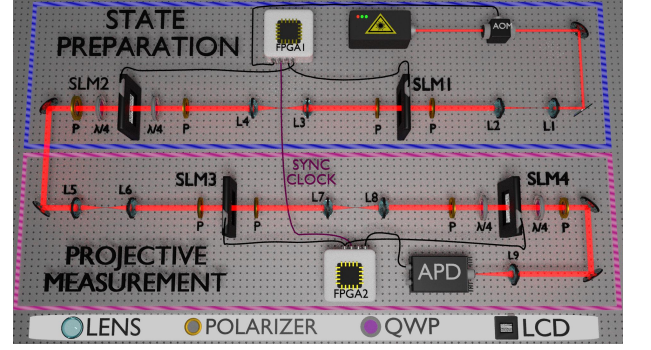 STATE
PREPARATION
FPGA1
AOM
SLM2
SLM1
P λ/4 λ/4 P L4 L3 P P L2 L1
SYNC
CLOCK
L5 L6 SLM3 L7 L8 SLM4
P P P λ/4 λ/4 P
L9
PROJECTIVE
MEASUREMENT
FPGA2
APD
LENS POLARIZER QWP LCD